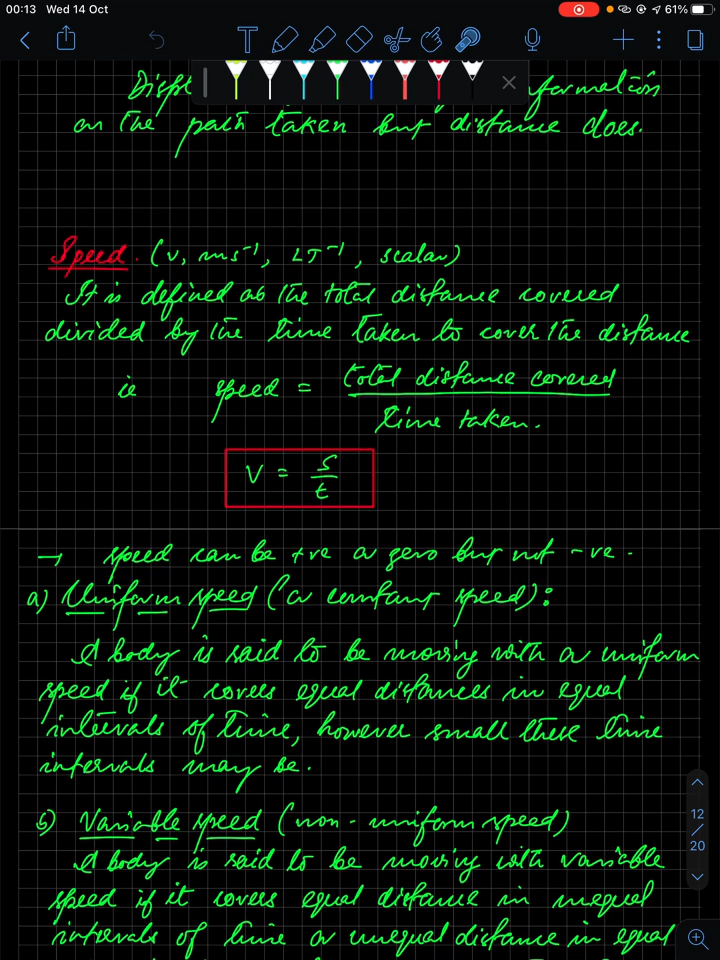 00:13 Wed 14 Oct
61%
Displ formation
on the path taken but distance does.
Speed. (v, ms⁻¹, LT⁻¹, scalar)
It is defined as the total distance covered
divided by the time taken to cover the distance
ie speed = total distance covered / time taken.
V = S/t
→ speed can be +ve or zero but not -ve.
a) Uniform speed (or constant speed):
A body is said to be moving with a uniform
speed if it covers equal distances in equal
intervals of time, however small these time
intervals may be.
b) Variable speed (non-uniform speed)
A body is said to be moving with variable
speed if it covers equal distance in unequal
intervals of time or unequal distance in equal
12
/
20